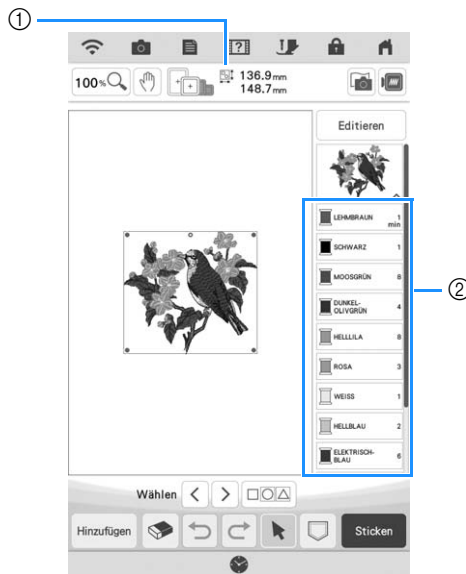 ①
?
100%
136.9mm
148.7mm
Editieren
LEHMBRAUN 1
min
SCHWARZ 1
MOOSGRÜN 8
DUNKEL-
OLIVGRÜN 4
HELLLILA 8
ROSA 3
WEISS 1
HELLBLAU 2
ELEKTRISCH-
BLAU 6
②
Wählen
Hinzufügen
Sticken